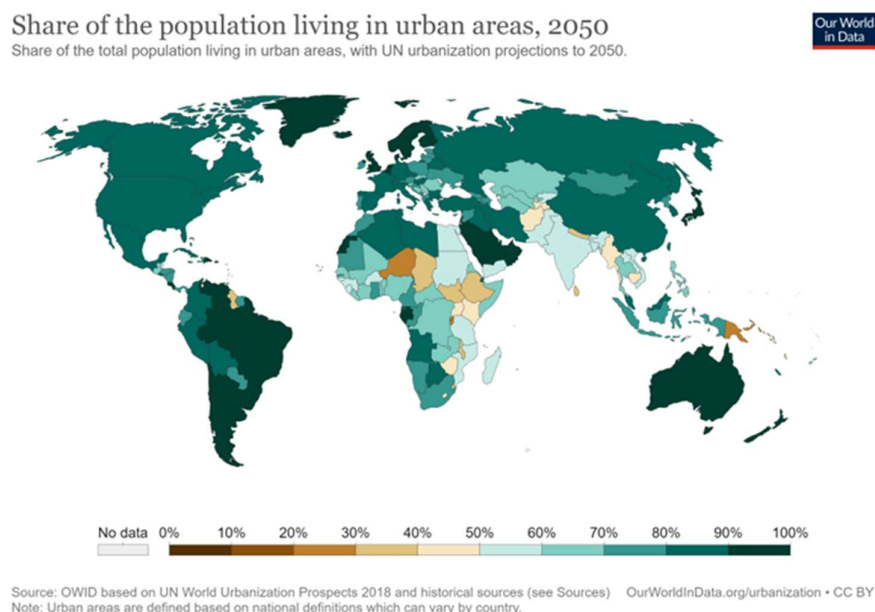 Share of the population living in urban areas, 2050
Share of the total population living in urban areas, with UN urbanization projections to 2050.
Our World
in Data
No data 0% 10% 20% 30% 40% 50% 60% 70% 80% 90% 100%
Source: OWID based on UN World Urbanization Prospects 2018 and historical sources (see Sources) OurWorldInData.org/urbanization • CC BY
Note: Urban areas are defined based on national definitions which can vary by country.